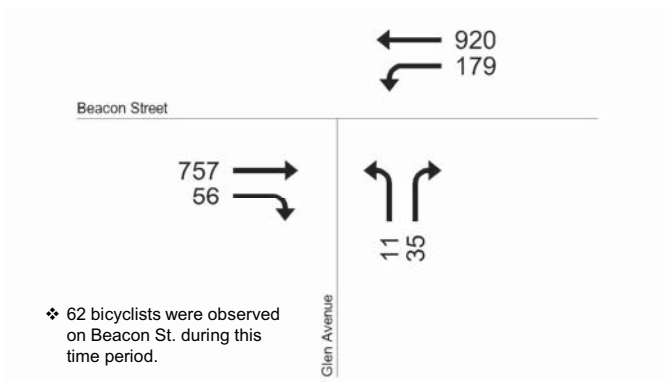 920
179
Beacon Street
757
56
11
35
❖ 62 bicyclists were observed
on Beacon St. during this
time period.
Glen Avenue